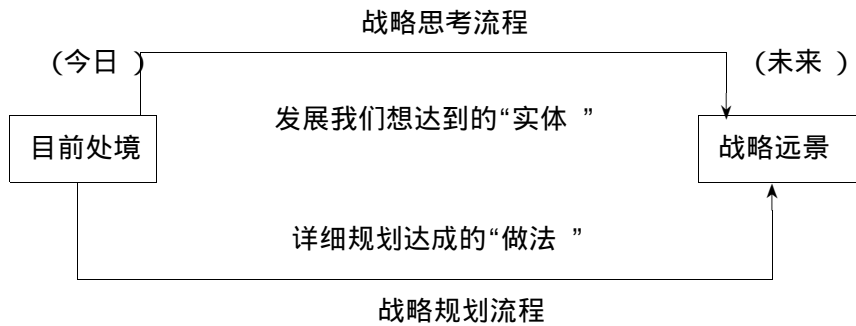 战略思考流程
(今日 )
(未来 )
发展我们想达到的“实体 ”
目前处境
战略远景
详细规划达成的“做法 ”
战略规划流程